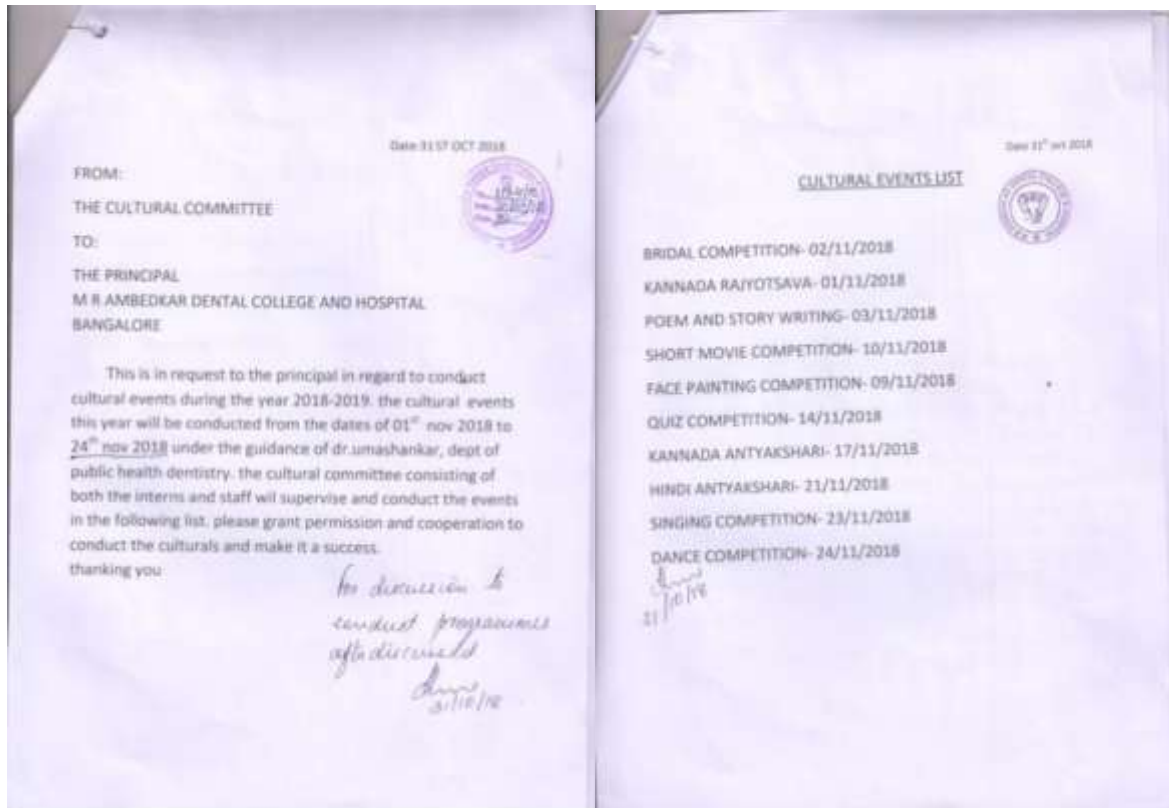 Date 31ST OCT 2018
FROM:
THE CULTURAL COMMITTEE
TO:
THE PRINCIPAL
M R AMBEDKAR DENTAL COLLEGE AND HOSPITAL
BANGALORE
This is in request to the principal in regard to conduct
cultural events during the year 2018-2019. the cultural events
this year will be conducted from the dates of 01st nov 2018 to
24th nov 2018 under the guidance of dr.umashankar, dept of
public health dentistry. the cultural committee consisting of
both the interns and staff wil supervise and conduct the events
in the following list. please grant permission and cooperation to
conduct the culturals and make it a success.
thanking you
for discussion to
conduct programmes
31/10/18
Date 31st oct 2018
CULTURAL EVENTS LIST
BRIDAL COMPETITION- 02/11/2018
KANNADA RAJYOTSAVA- 01/11/2018
POEM AND STORY WRITING- 03/11/2018
SHORT MOVIE COMPETITION- 10/11/2018
FACE PAINTING COMPETITION- 09/11/2018
QUIZ COMPETITION- 14/11/2018
KANNADA ANTYAKSHARI- 17/11/2018
HINDI ANTYAKSHARI- 21/11/2018
SINGING COMPETITION- 23/11/2018
DANCE COMPETITION- 24/11/2018
31/10/18